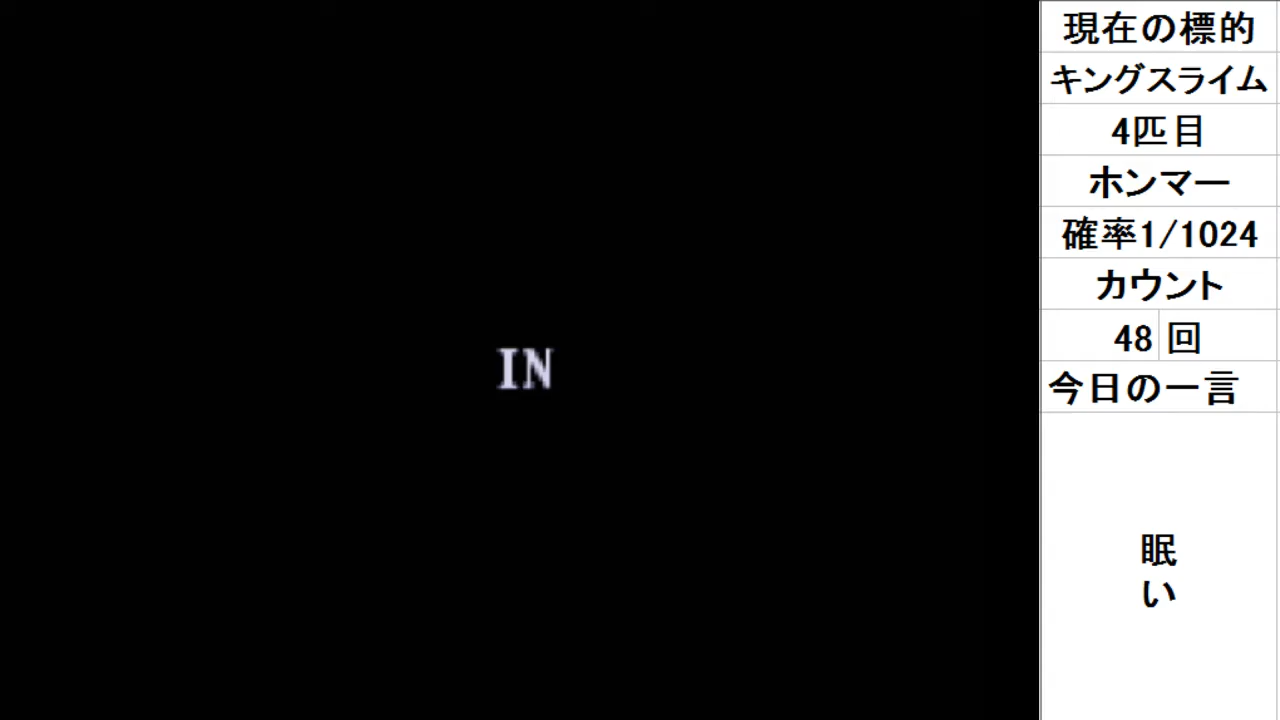 IN
現在の標的
キングスライム
4匹目
ホンマー
確率1/1024
カウント
48 回
今日の一言
眠
い